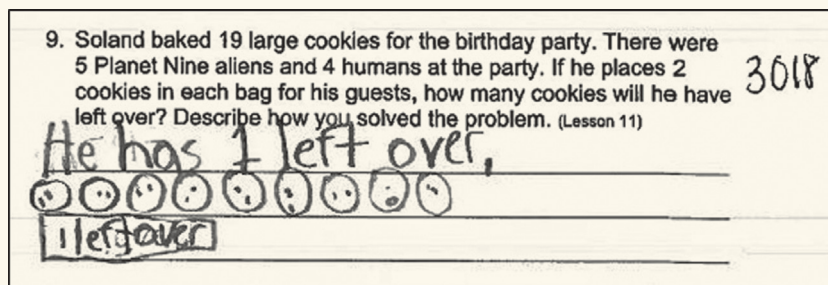 9. Soland baked 19 large cookies for the birthday party. There were
5 Planet Nine aliens and 4 humans at the party. If he places 2
cookies in each bag for his guests, how many cookies will he have
left over? Describe how you solved the problem. (Lesson 11)
3018
He has 1 left over,
1 leftover